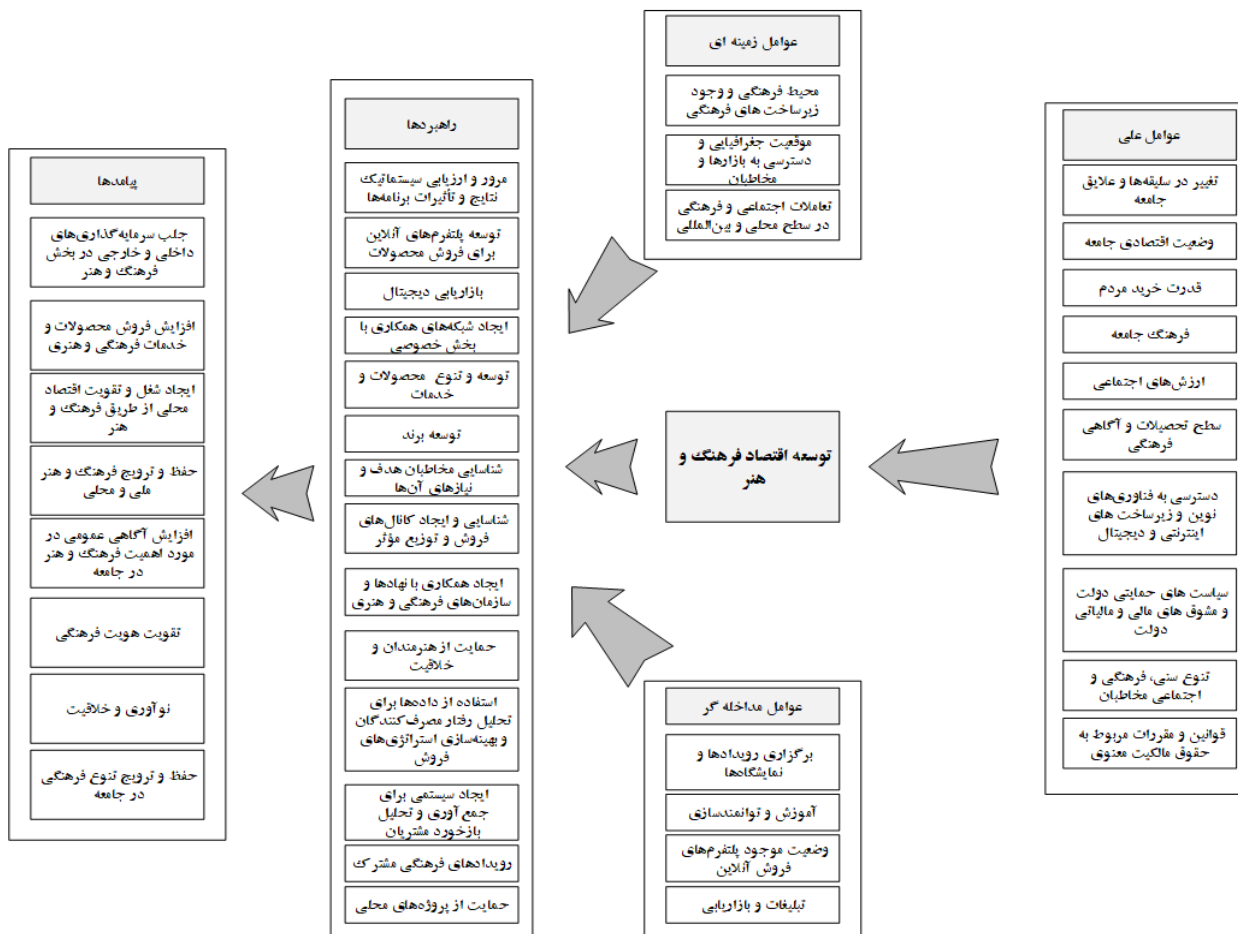 عوامل علی
تغییر در سلیقه‌ها و علایق
جامعه
وضعیت اقتصادی جامعه
قدرت خرید مردم
فرهنگ جامعه
ارزش‌های اجتماعی
سطح تحصیلات و آگاهی
فرهنگی
دسترسی به فناوری‌های
نوین و زیرساخت های
اینترنتی و دیجیتال
سیاست های حمایتی دولت
و مشوق های مالی و مالیاتی
دولت
تنوع سنی، فرهنگی و
اجتماعی مخاطبان
قوانین و مقررات مربوط به
حقوق مالکیت معنوی
عوامل زمینه ای
محیط فرهنگی و وجود
زیرساخت های فرهنگی
موقعیت جغرافیایی و
دسترسی به بازارها و
مخاطبان
تعاملات اجتماعی و فرهنگی
در سطح محلی و بین‌المللی
توسعه اقتصاد فرهنگ و
هنر
عوامل مداخله گر
برگزاری رویدادها و
نمایشگاه‌ها
آموزش و توانمندسازی
وضعیت موجود پلتفرم‌های
فروش آنلاین
تبلیغات و بازاریابی
راهبردها
مرور و ارزیابی سیستماتیک
نتایج و تأثیرات برنامه‌ها
توسعه پلتفرم‌های آنلاین
برای فروش محصولات
بازاریابی دیجیتال
ایجاد شبکه‌های همکاری با
بخش خصوصی
توسعه و تنوع محصولات و
خدمات
توسعه برند
شناسایی مخاطبان هدف و
نیازهای آن‌ها
شناسایی و ایجاد کانال‌های
فروش و توزیع مؤثر
ایجاد همکاری با نهادها و
سازمان‌های فرهنگی و هنری
حمایت از هنرمندان و
خلاقیت
استفاده از داده‌ها برای
تحلیل رفتار مصرف‌کنندگان
و بهینه‌سازی استراتژی‌های
فروش
ایجاد سیستمی برای
جمع آوری و تحلیل
بازخورد مشتریان
رویدادهای فرهنگی مشترک
حمایت از پروژه‌های محلی
پیامدها
جلب سرمایه‌گذاری‌های
داخلی و خارجی در بخش
فرهنگ و هنر
افزایش فروش محصولات و
خدمات فرهنگی و هنری
ایجاد شغل و تقویت اقتصاد
محلی از طریق فرهنگ و
هنر
حفظ و ترویج فرهنگ و هنر
ملی و محلی
افزایش آگاهی عمومی در
مورد اهمیت فرهنگ و هنر
در جامعه
تقویت هویت فرهنگی
نوآوری و خلاقیت
حفظ و ترویج تنوع فرهنگی
در جامعه